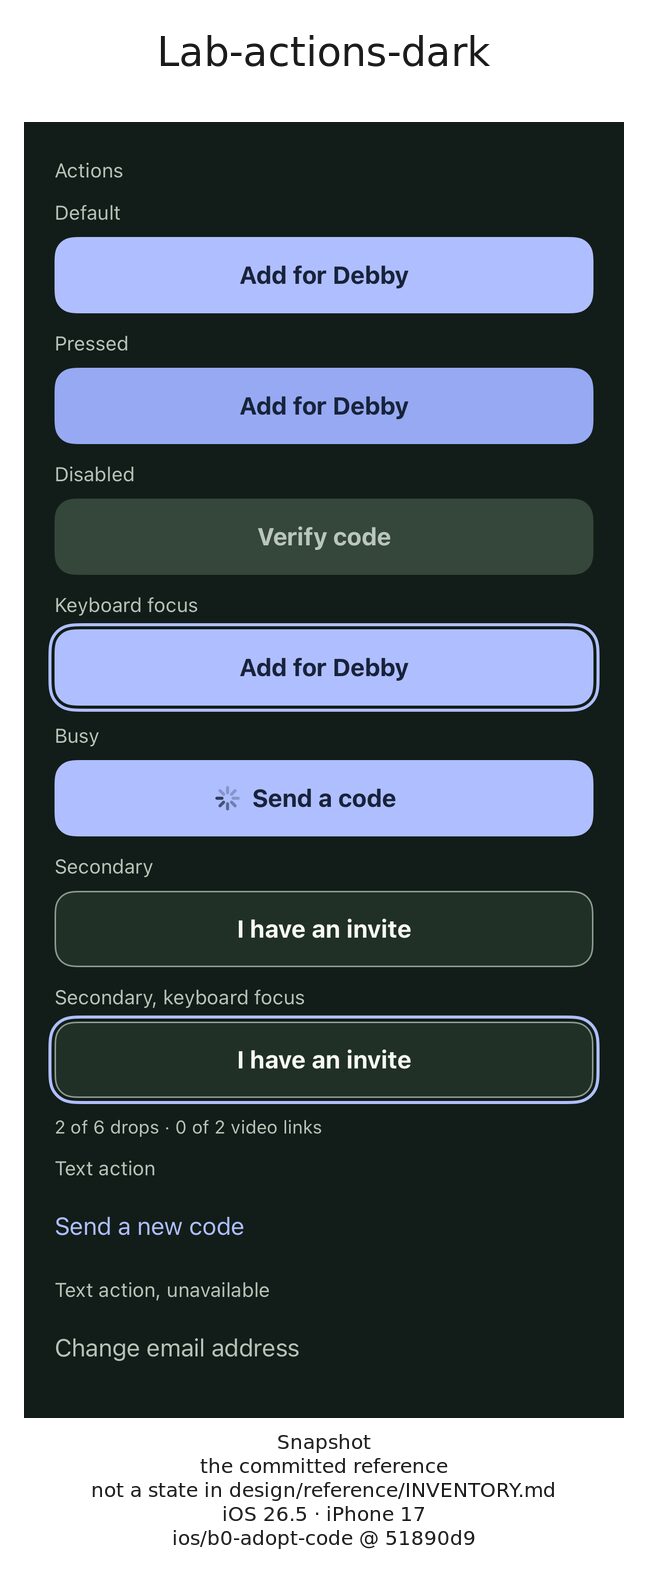 Lab-actions-dark
Actions
Default
Add for Debby
Pressed
Add for Debby
Disabled
Verify code
Keyboard focus
Add for Debby
Busy
Send a code
Secondary
I have an invite
Secondary, keyboard focus
I have an invite
2 of 6 drops · 0 of 2 video links
Text action
Send a new code
Text action, unavailable
Change email address
Snapshot
the committed reference
not a state in design/reference/INVENTORY.md
iOS 26.5 · iPhone 17
ios/b0-adopt-code @ 51890d9